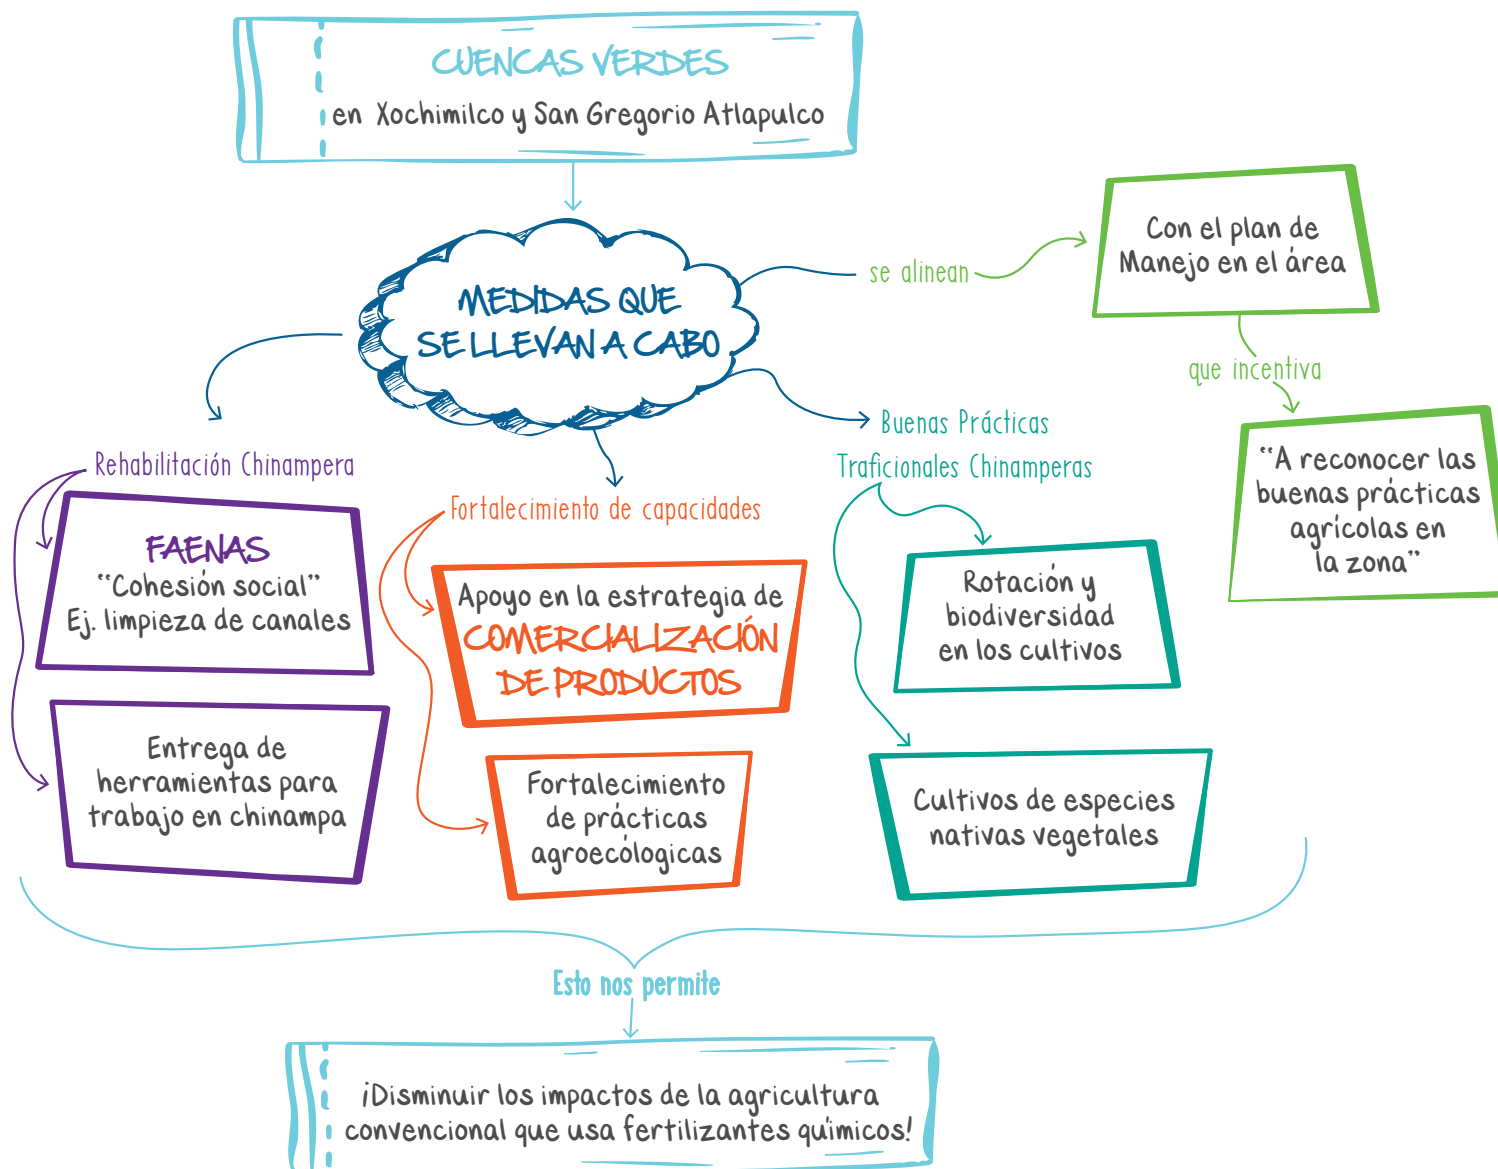 CUENCAS VERDES
en Xochimilco y San Gregorio Atlapulco
MEDIDAS QUE
SE LLEVAN A CABO
se alinean
Con el plan de
Manejo en el área
que incentiva
“A reconocer las
buenas prácticas
agrícolas en
la zona”
Rehabilitación Chinampera
FAENAS
“Cohesión social”
Ej. limpieza de canales
Entrega de
herramientas para
trabajo en chinampa
Fortalecimiento de capacidades
Apoyo en la estrategia de
COMERCIALIZACIÓN
DE PRODUCTOS
Fortalecimiento
de prácticas
agroecólogicas
Buenas Prácticas
Traficionales Chinamperas
Rotación y
biodiversidad
en los cultivos
Cultivos de especies
nativas vegetales
Esto nos permite
¡Disminuir los impactos de la agricultura
convencional que usa fertilizantes químicos!